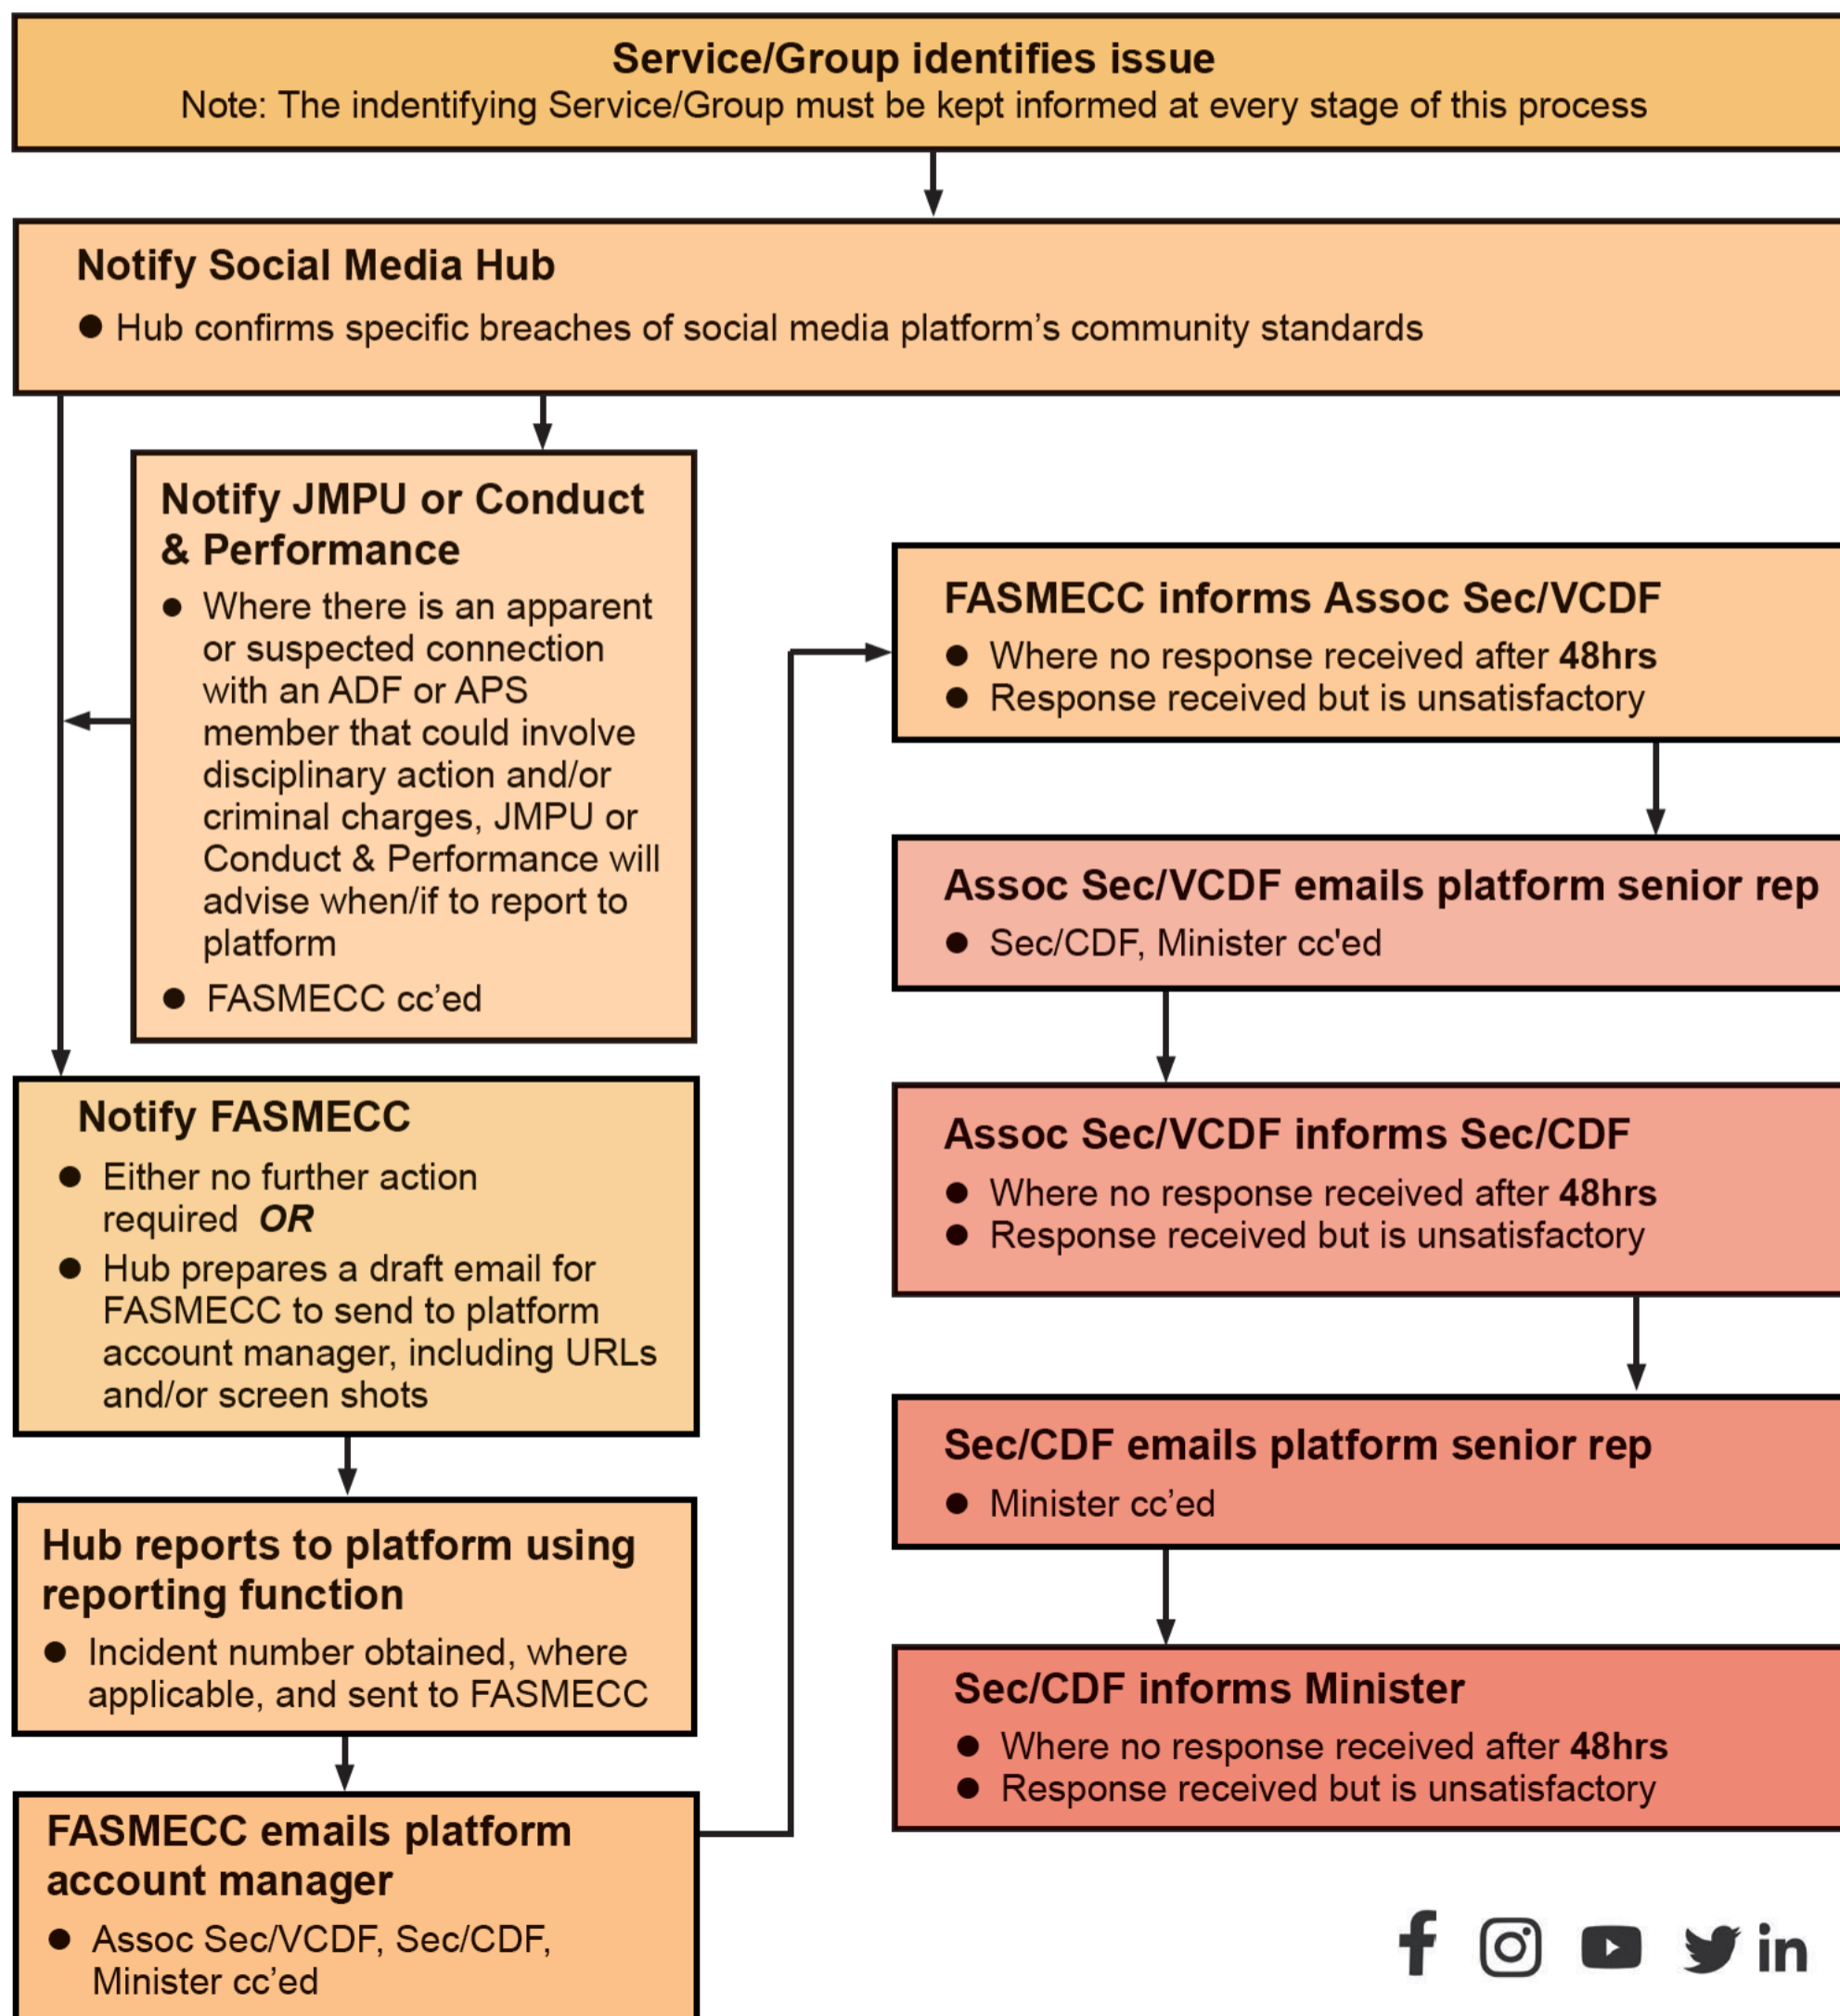 Service/Group identifies issue
Note: The indentifying Service/Group must be kept informed at every stage of this process
Notify Social Media Hub
● Hub confirms specific breaches of social media platform’s community standards
Notify JMPU or Conduct
& Performance
● Where there is an apparent
or suspected connection
with an ADF or APS
member that could involve
disciplinary action and/or
criminal charges, JMPU or
Conduct & Performance will
advise when/if to report to
platform
● FASMECC cc’ed
Notify FASMECC
● Either no further action
required OR
● Hub prepares a draft email for
FASMECC to send to platform
account manager, including URLs
and/or screen shots
Hub reports to platform using
reporting function
● Incident number obtained, where
applicable, and sent to FASMECC
FASMECC emails platform
account manager
● Assoc Sec/VCDF, Sec/CDF,
Minister cc’ed
FASMECC informs Assoc Sec/VCDF
● Where no response received after 48hrs
● Response received but is unsatisfactory
Assoc Sec/VCDF emails platform senior rep
● Sec/CDF, Minister cc'ed
Assoc Sec/VCDF informs Sec/CDF
● Where no response received after 48hrs
● Response received but is unsatisfactory
Sec/CDF emails platform senior rep
● Minister cc’ed
Sec/CDF informs Minister
● Where no response received after 48hrs
● Response received but is unsatisfactory